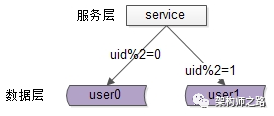 服务层
service
uid%2=0
uid%2=1
数据层
user0
user1
架构师之路